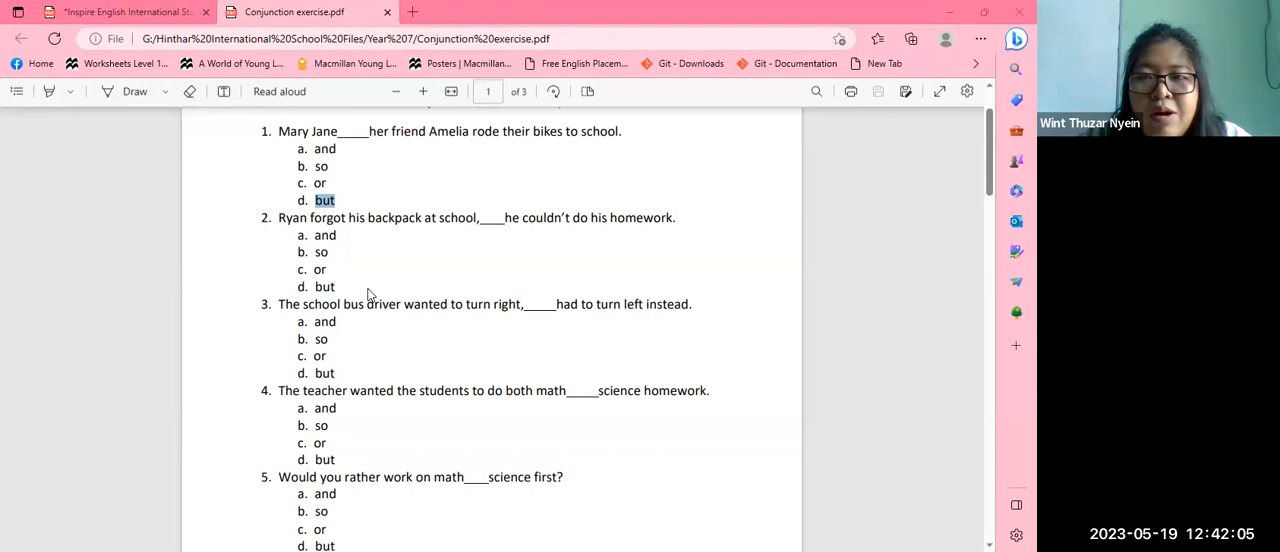 *Inspire English International Stu
Conjunction exercise.pdf
File
G:/Hinthar%20International%20School%20Files/Year%207/Conjunction%20exercise.pdf
Home
Worksheets Level 1...
A World of Young L...
Macmillan Young L...
Posters | Macmillan...
Free English Placem...
Git - Downloads
Git - Documentation
New Tab
Draw
Read aloud
1
of 3
1. Mary Jane_____her friend Amelia rode their bikes to school.
a. and
b. so
c. or
d. but
2. Ryan forgot his backpack at school,____he couldn't do his homework.
a. and
b. so
c. or
d. but
3. The school bus driver wanted to turn right,_____had to turn left instead.
a. and
b. so
c. or
d. but
4. The teacher wanted the students to do both math_____science homework.
a. and
b. so
c. or
d. but
5. Would you rather work on math____science first?
a. and
b. so
c. or
d. but
Wint Thuzar Nyein
2023-05-19 12:42:05